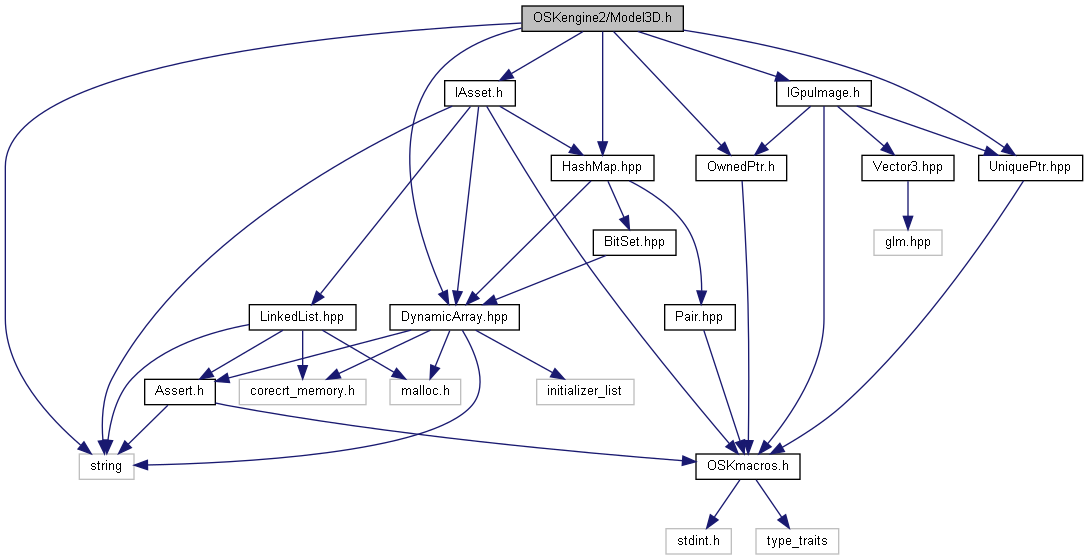 OSKengine2/Model3D.h
IAsset.h
IGpuImage.h
HashMap.hpp
OwnedPtr.h
Vector3.hpp
UniquePtr.hpp
BitSet.hpp
glm.hpp
LinkedList.hpp
DynamicArray.hpp
Pair.hpp
Assert.h
corecrt_memory.h
malloc.h
initializer_list
string
OSKmacros.h
stdint.h
type_traits